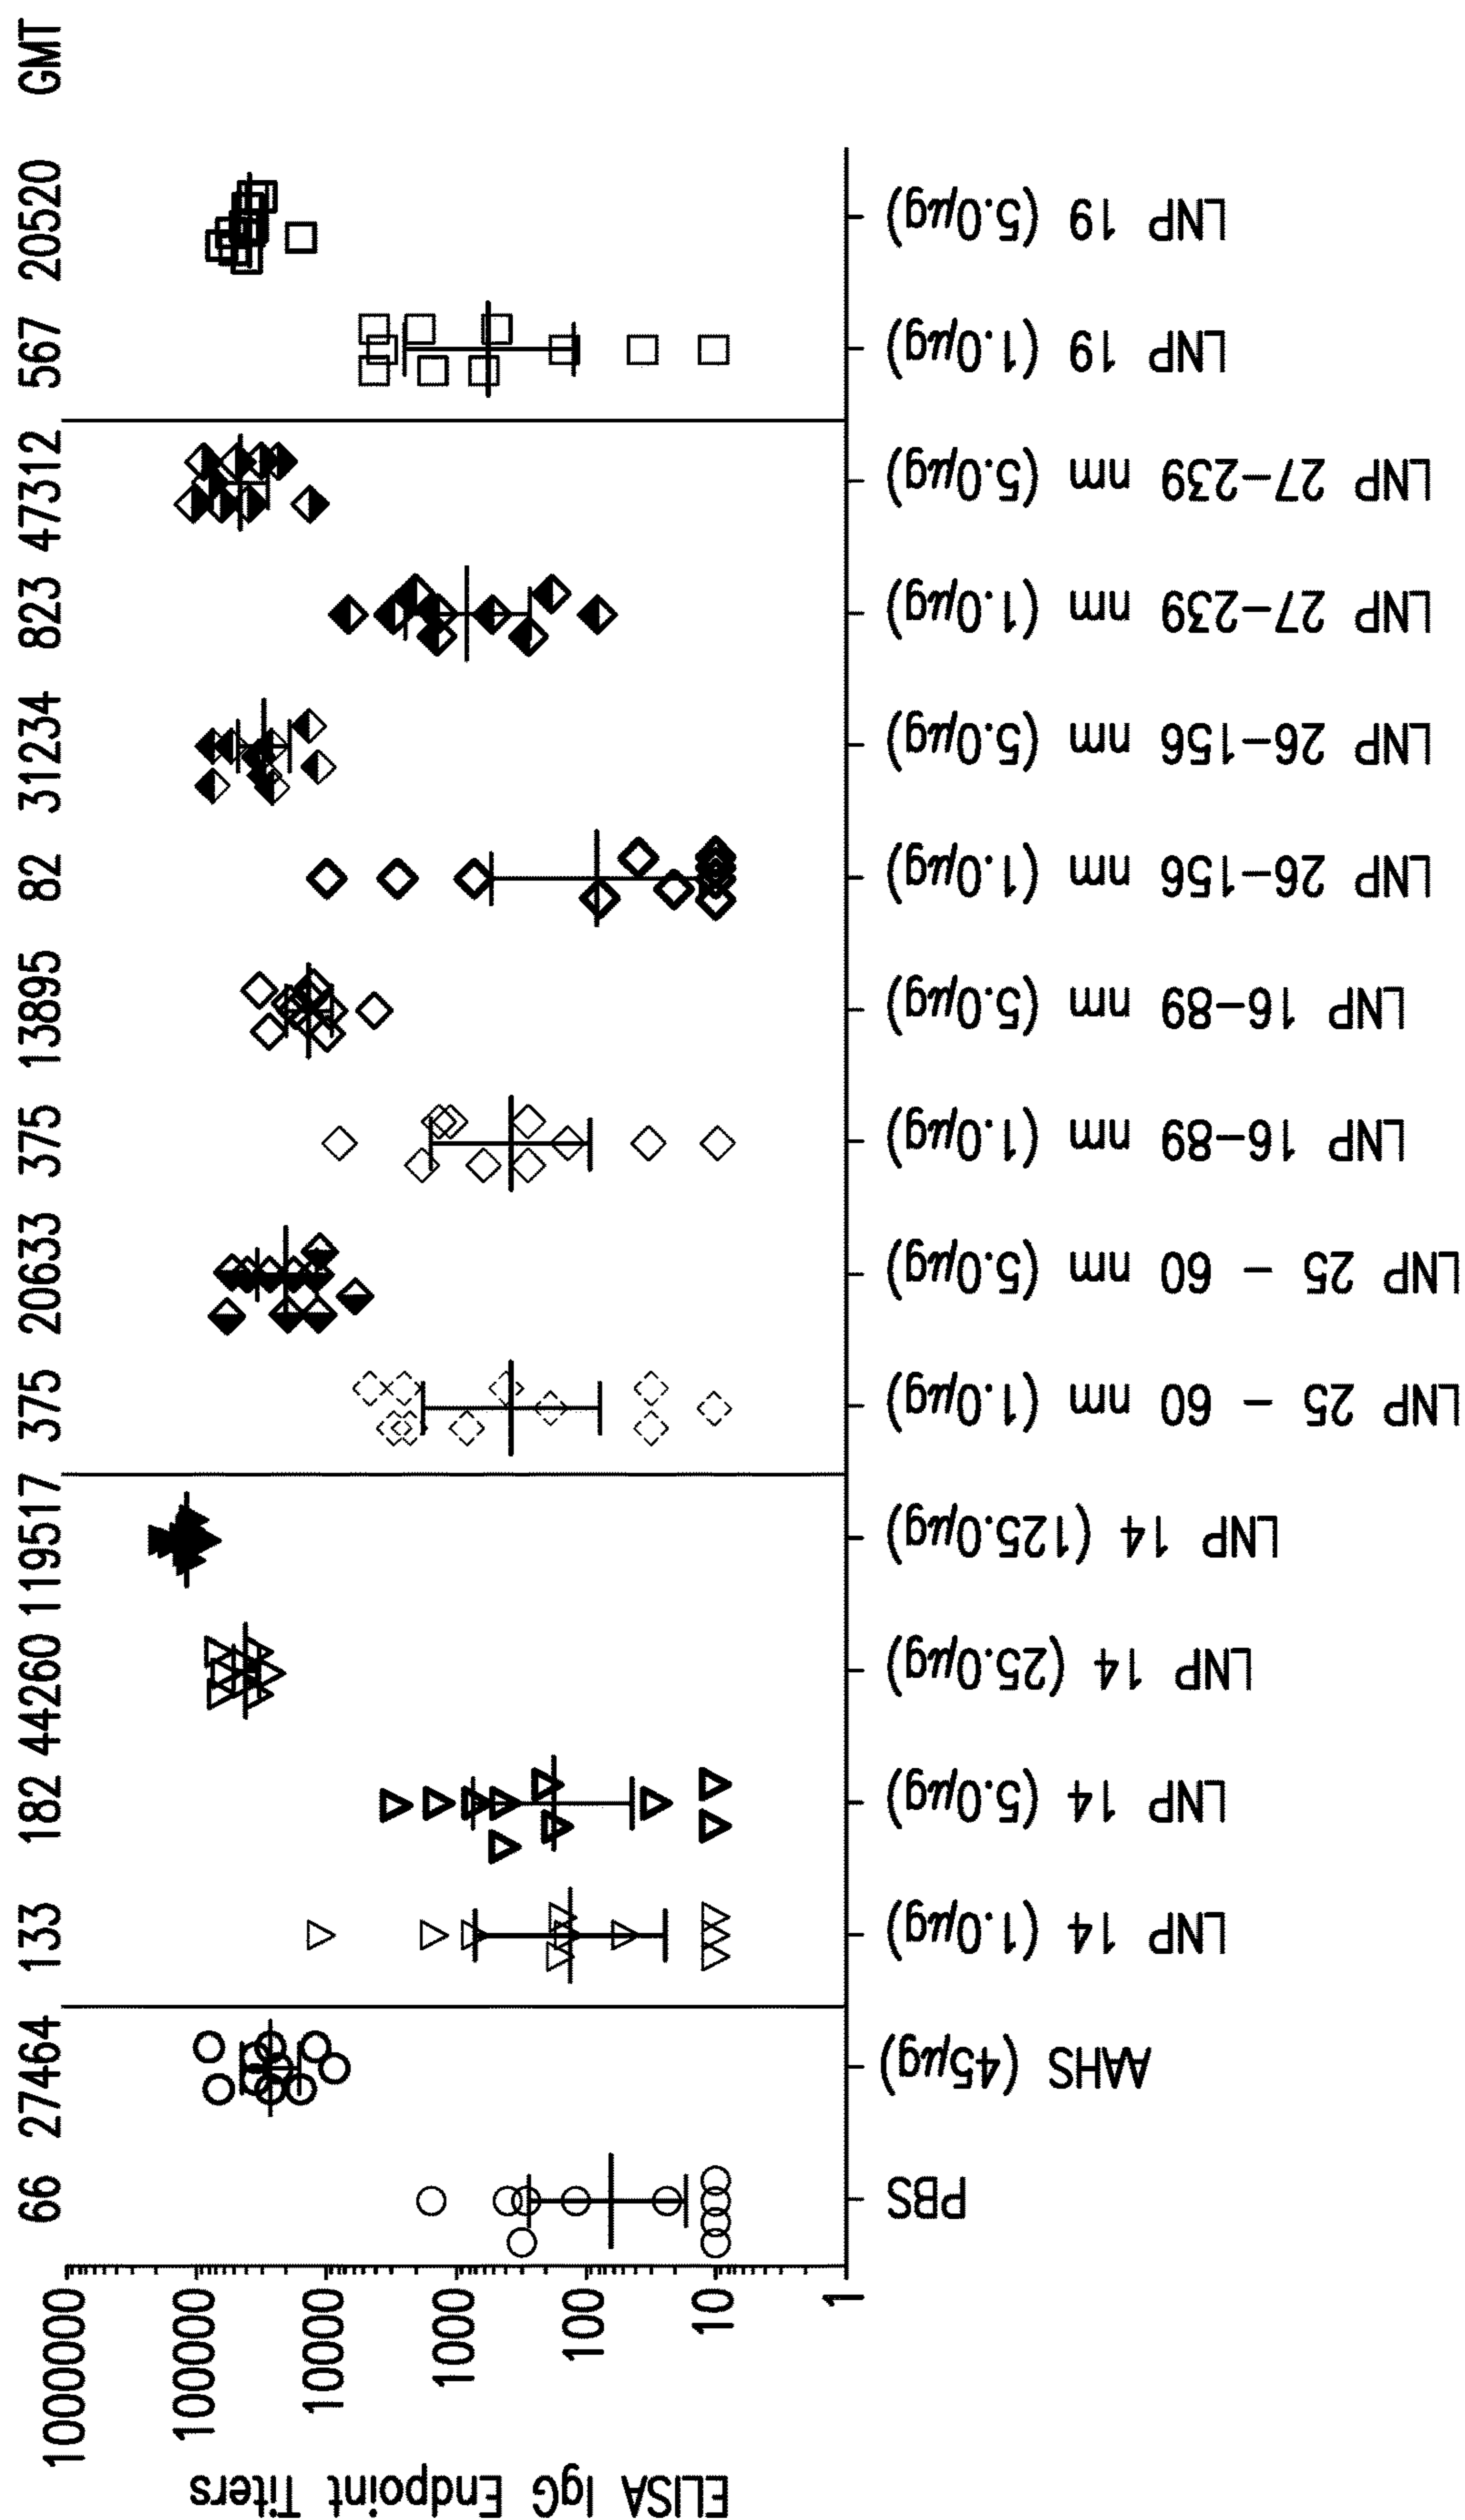 66 27464 133 182 44260 119517 375 20633 375 13895 82 31234 823 47312 567 20520 GMT
ELISA IgG Endpoint Titers
1000000
100000
10000
1000
100
10
1
PBS
AAHS (45μg)
LNP 14 (1.0μg)
LNP 14 (5.0μg)
LNP 14 (25.0μg)
LNP 14 (125.0μg)
LNP 25 - 60 nm (1.0μg)
LNP 25 - 60 nm (5.0μg)
LNP 16-89 nm (1.0μg)
LNP 16-89 nm (5.0μg)
LNP 26-156 nm (1.0μg)
LNP 26-156 nm (5.0μg)
LNP 27-239 nm (1.0μg)
LNP 27-239 nm (5.0μg)
LNP 19 (1.0μg)
LNP 19 (5.0μg)